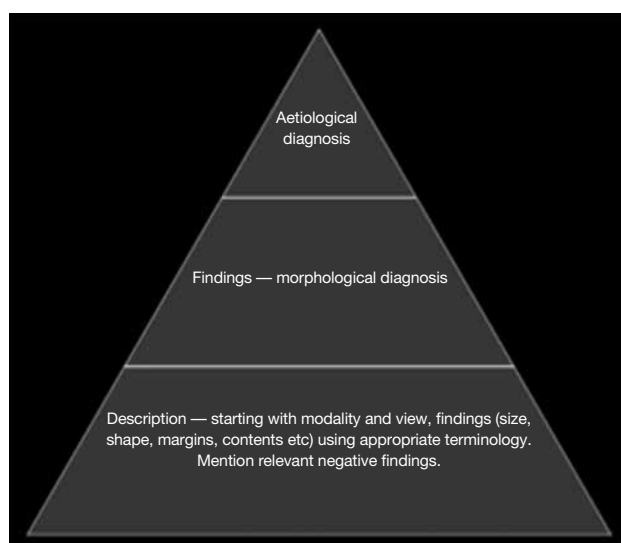 Aetiological
diagnosis
Findings — morphological diagnosis
Description — starting with modality and view, findings (size,
shape, margins, contents etc) using appropriate terminology.
Mention relevant negative findings.